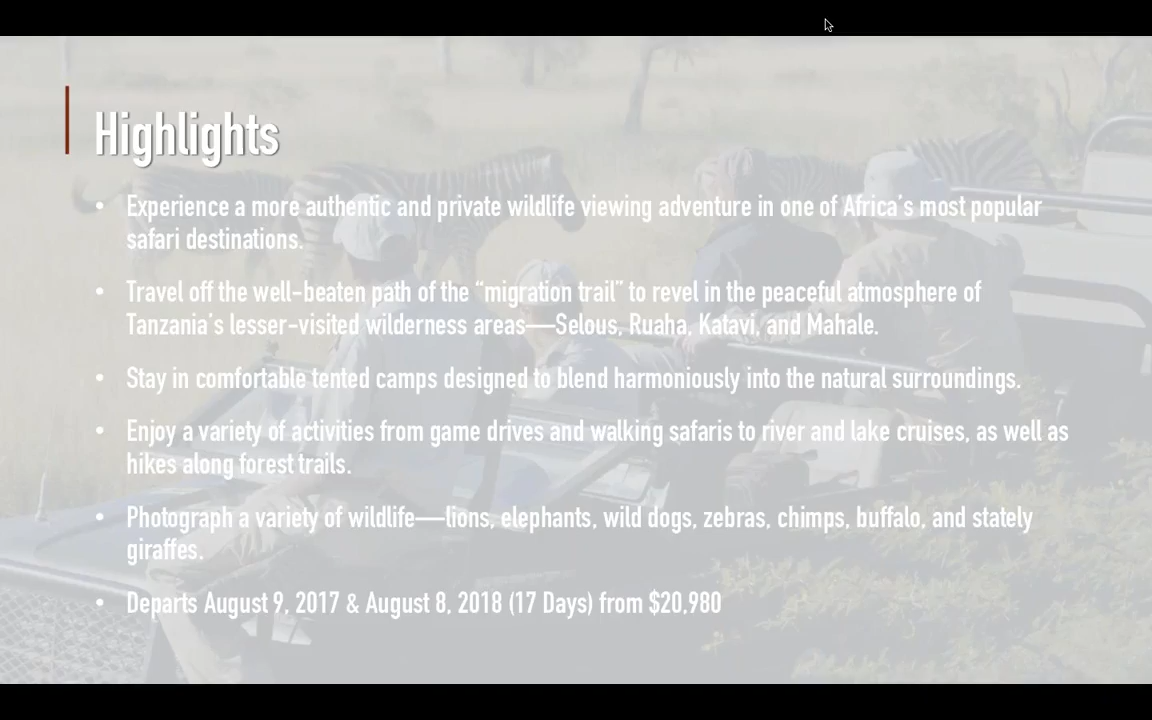 Highlights
• Experience a more authentic and private wildlife viewing adventure in one of Africa's most popular
safari destinations.
• Travel off the well-beaten path of the “migration trail” to revel in the peaceful atmosphere of
Tanzania's lesser-visited wilderness areas—Selous, Ruaha, Katavi, and Mahale.
• Stay in comfortable tented camps designed to blend harmoniously into the natural surroundings.
• Enjoy a variety of activities from game drives and walking safaris to river and lake cruises, as well as
hikes along forest trails.
• Photograph a variety of wildlife—lions, elephants, wild dogs, zebras, chimps, buffalo, and stately
giraffes.
• Departs August 9, 2017 & August 8, 2018 (17 Days) from $20,980